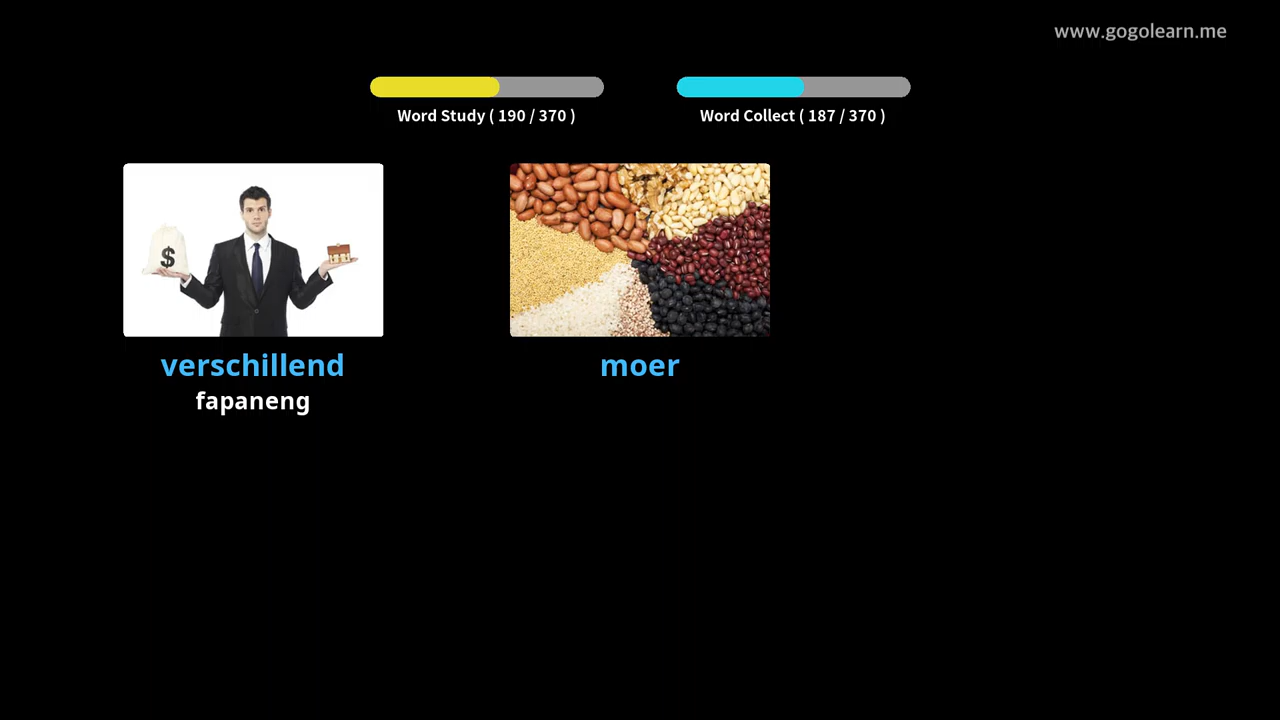 www.gogolearn.me
Word Study ( 190 / 370 )
Word Collect ( 187 / 370 )
$
verschillend
fapaneng
moer